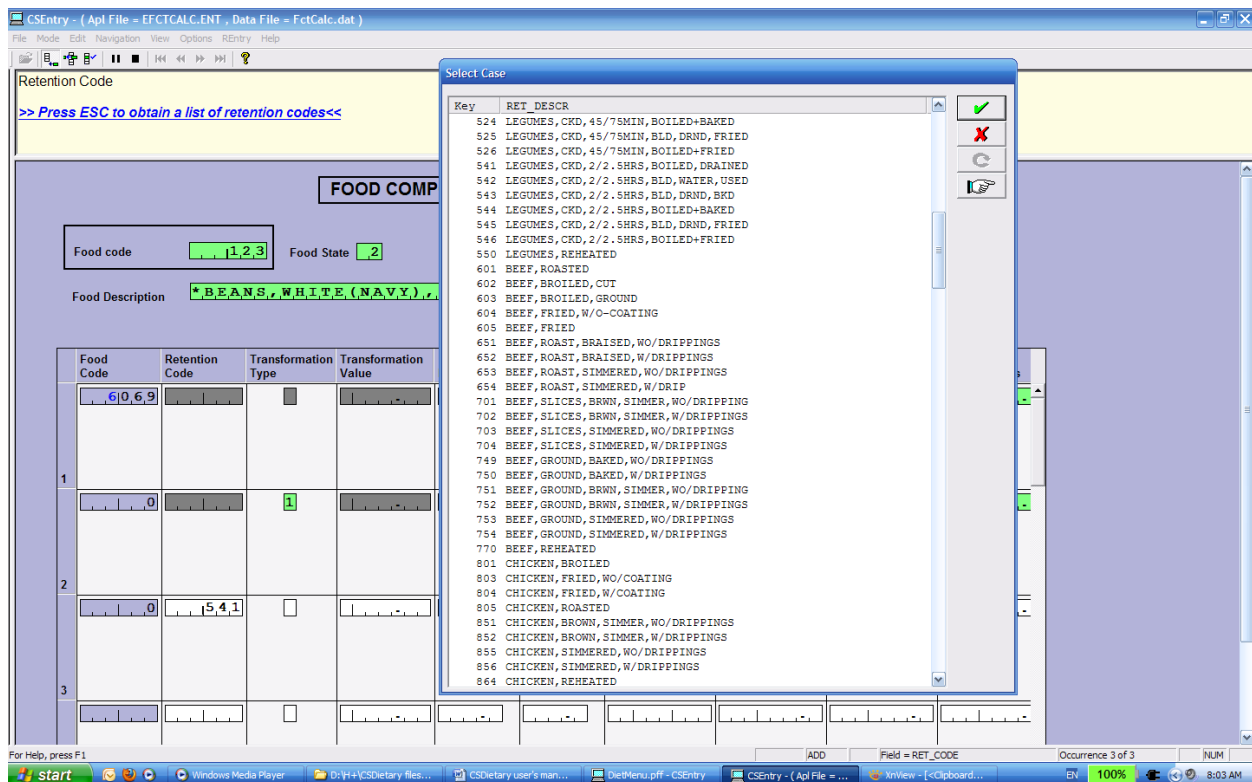 CSEntry - ( Apl File = EFCTCALC.ENT , Data File = FctCalc.dat )
File Mode Edit Navigation View Options REntry Help
Retention Code
>> Press ESC to obtain a list of retention codes<<
FOOD COMP
Food code 123 Food State 2
Food Description *BEANS,WHITE(NAVY),,
Food Code Retention Code Transformation Type Transformation Value
6069
1
0 1
2
0 541
3
Select Case
Key RET_DESCR
524 LEGUMES,CKD,45/75MIN,BOILED+BAKED
525 LEGUMES,CKD,45/75MIN,BLD,DRND,FRIED
526 LEGUMES,CKD,45/75MIN,BOILED+FRIED
541 LEGUMES,CKD,2/2.5HRS,BOILED,DRAINED
542 LEGUMES,CKD,2/2.5HRS,BLD,WATER,USED
543 LEGUMES,CKD,2/2.5HRS,BLD,DRND,BKD
544 LEGUMES,CKD,2/2.5HRS,BOILED+BAKED
545 LEGUMES,CKD,2/2.5HRS,BLD,DRND,FRIED
546 LEGUMES,CKD,2/2.5HRS,BOILED+FRIED
550 LEGUMES,REHEATED
601 BEEF,ROASTED
602 BEEF,BROILED,CUT
603 BEEF,BROILED,GROUND
604 BEEF,FRIED,W/O-COATING
605 BEEF,FRIED
651 BEEF,ROAST,BRAISED,WO/DRIPPINGS
652 BEEF,ROAST,BRAISED,W/DRIPPINGS
653 BEEF,ROAST,SIMMERED,WO/DRIPPINGS
654 BEEF,ROAST,SIMMERED,W/DRIP
701 BEEF,SLICES,BRWN,SIMMER,WO/DRIPPING
702 BEEF,SLICES,BRWN,SIMMER,W/DRIPPINGS
703 BEEF,SLICES,SIMMERED,WO/DRIPPINGS
704 BEEF,SLICES,SIMMERED,W/DRIPPINGS
749 BEEF,GROUND,BAKED,WO/DRIPPINGS
750 BEEF,GROUND,BAKED,W/DRIPPINGS
751 BEEF,GROUND,BRWN,SIMMER,WO/DRIPPING
752 BEEF,GROUND,BRWN,SIMMER,W/DRIPPINGS
753 BEEF,GROUND,SIMMERED,WO/DRIPPINGS
754 BEEF,GROUND,SIMMERED,W/DRIPPINGS
770 BEEF,REHEATED
801 CHICKEN,BROILED
803 CHICKEN,FRIED,WO/COATING
804 CHICKEN,FRIED,W/COATING
805 CHICKEN,ROASTED
851 CHICKEN,BROWN,SIMMER,WO/DRIPPINGS
852 CHICKEN,BROWN,SIMMER,W/DRIPPINGS
855 CHICKEN,SIMMERED,WO/DRIPPINGS
856 CHICKEN,SIMMERED,W/DRIPPINGS
864 CHICKEN,REHEATED
For Help, press F1 ADD Field = RET_CODE Occurrence 3 of 3 NUM
start Windows Media Player D:\H+\CSDietary files... CSDietary user's man... DietMenu.pff - CSEntry CSEntry - ( Apl File = ... XnView - [<Clipboard... EN 100% 8:03 AM